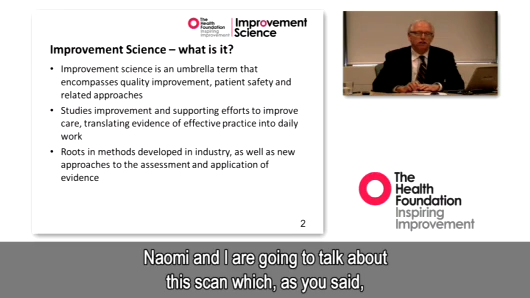 The
Health
Foundation
Inspiring
Improvement
Improvement
Science
Improvement Science – what is it?
• Improvement science is an umbrella term that
encompasses quality improvement, patient safety and
related approaches
• Studies improvement and supporting efforts to improve
care, translating evidence of effective practice into daily
work
• Roots in methods developed in industry, as well as new
approaches to the assessment and application of
evidence
2
The
Health
Foundation
Inspiring
Improvement
Naomi and I are going to talk about
this scan which, as you said,